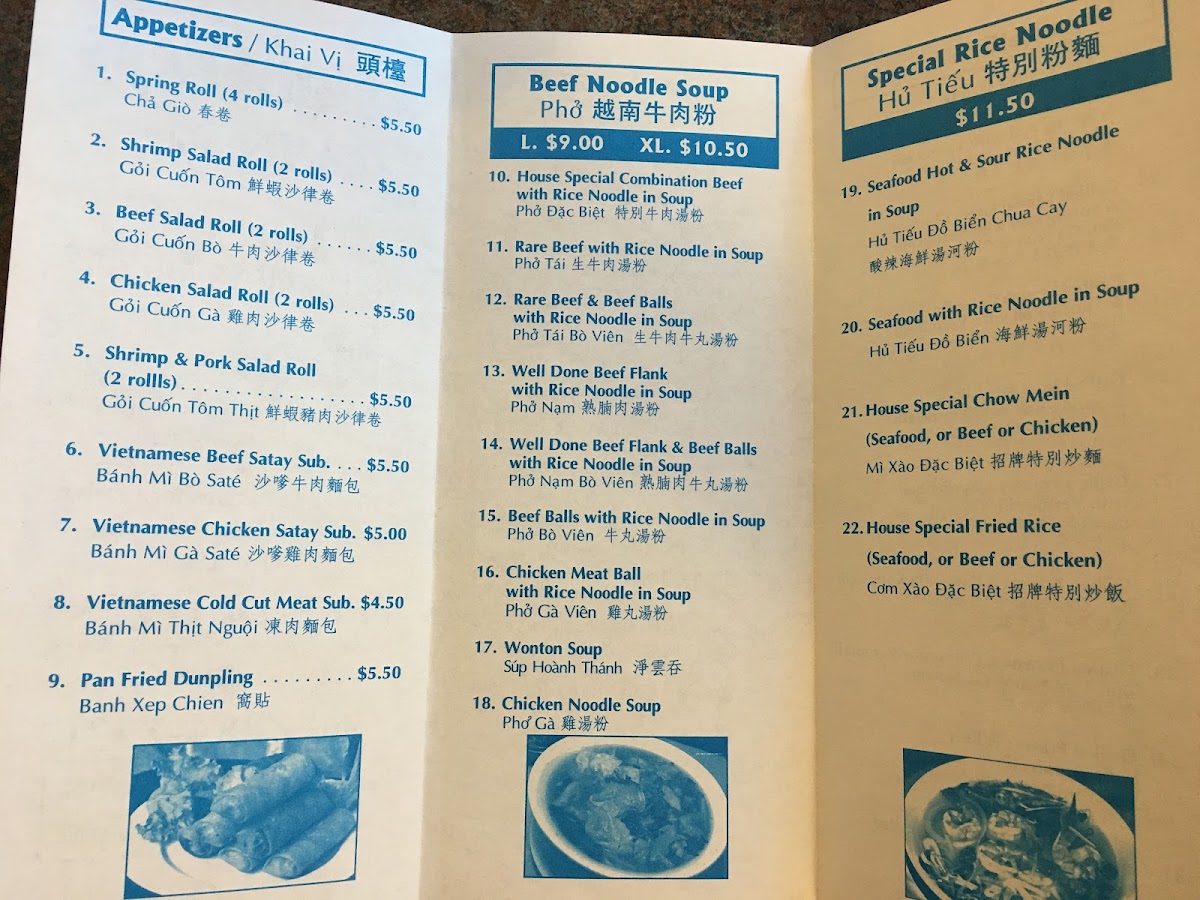 Appetizers / Khai Vị 頭檯
1. Spring Roll (4 rolls) . . . . . . . . . $5.50
Chả Giò 春卷
2. Shrimp Salad Roll (2 rolls) . . . . $5.50
Gỏi Cuốn Tôm 鮮蝦沙律卷
3. Beef Salad Roll (2 rolls) . . . . . . $5.50
Gỏi Cuốn Bò 牛肉沙律卷
4. Chicken Salad Roll (2 rolls) . . . $5.50
Gỏi Cuốn Gà 雞肉沙律卷
5. Shrimp & Pork Salad Roll
(2 rollls). . . . . . . . . . . . . . . . . . $5.50
Gỏi Cuốn Tôm Thịt 鮮蝦豬肉沙律卷
6. Vietnamese Beef Satay Sub. . . . $5.50
Bánh Mì Bò Saté 沙嗲牛肉麵包
7. Vietnamese Chicken Satay Sub. $5.00
Bánh Mì Gà Saté 沙嗲雞肉麵包
8. Vietnamese Cold Cut Meat Sub. $4.50
Bánh Mì Thịt Nguội 凍肉麵包
9. Pan Fried Dunpling . . . . . . . . . $5.50
Banh Xep Chien 窩貼
Beef Noodle Soup
Phở 越南牛肉粉
L. $9.00 XL. $10.50
10. House Special Combination Beef
with Rice Noodle in Soup
Phở Đặc Biệt 特別牛肉湯粉
11. Rare Beef with Rice Noodle in Soup
Phở Tái 生牛肉湯粉
12. Rare Beef & Beef Balls
with Rice Noodle in Soup
Phở Tái Bò Viên 生牛肉牛丸湯粉
13. Well Done Beef Flank
with Rice Noodle in Soup
Phở Nạm 熟腩肉湯粉
14. Well Done Beef Flank & Beef Balls
with Rice Noodle in Soup
Phở Nạm Bò Viên 熟腩肉牛丸湯粉
15. Beef Balls with Rice Noodle in Soup
Phở Bò Viên 牛丸湯粉
16. Chicken Meat Ball
with Rice Noodle in Soup
Phở Gà Viên 雞丸湯粉
17. Wonton Soup
Súp Hoành Thánh 淨雲吞
18. Chicken Noodle Soup
Phở Gà 雞湯粉
Special Rice Noodle
Hủ Tiếu 特別粉麵
$11.50
19. Seafood Hot & Sour Rice Noodle
in Soup
Hủ Tiếu Đồ Biển Chua Cay
酸辣海鮮湯河粉
20. Seafood with Rice Noodle in Soup
Hủ Tiếu Đồ Biển 海鮮湯河粉
21. House Special Chow Mein
(Seafood, or Beef or Chicken)
Mì Xào Đặc Biệt 招牌特別炒麵
22. House Special Fried Rice
(Seafood, or Beef or Chicken)
Cơm Xào Đặc Biệt 招牌特別炒飯